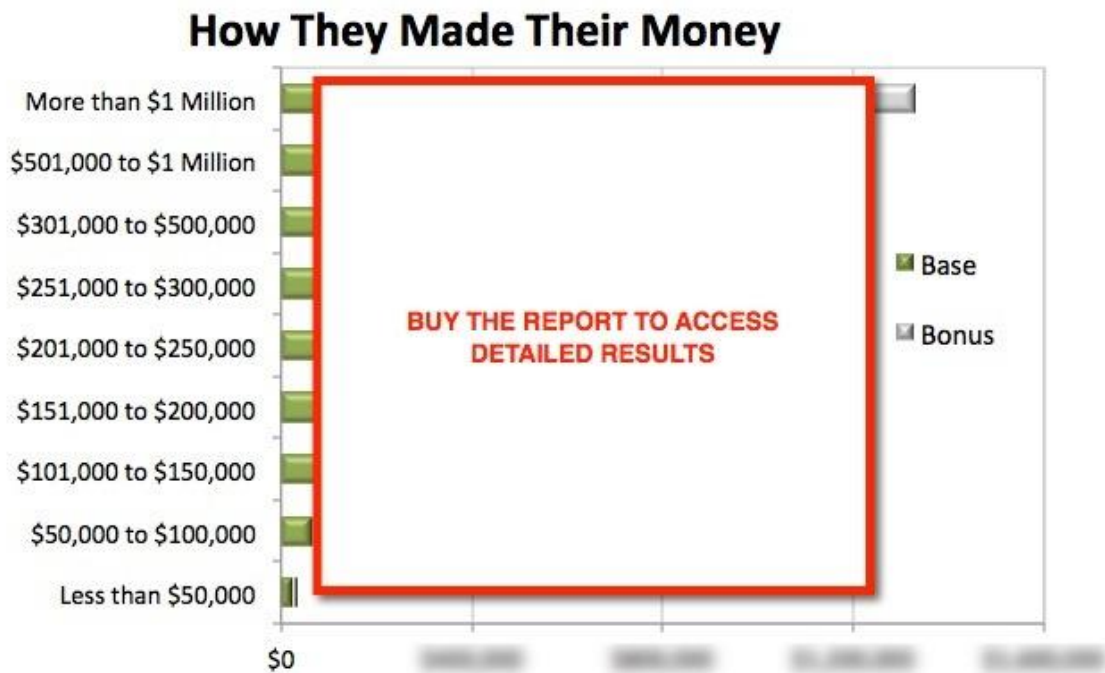 How They Made Their Money
More than $1 Million
$501,000 to $1 Million
$301,000 to $500,000
$251,000 to $300,000
$201,000 to $250,000
$151,000 to $200,000
$101,000 to $150,000
$50,000 to $100,000
Less than $50,000
BUY THE REPORT TO ACCESS
DETAILED RESULTS
Base
Bonus
$0